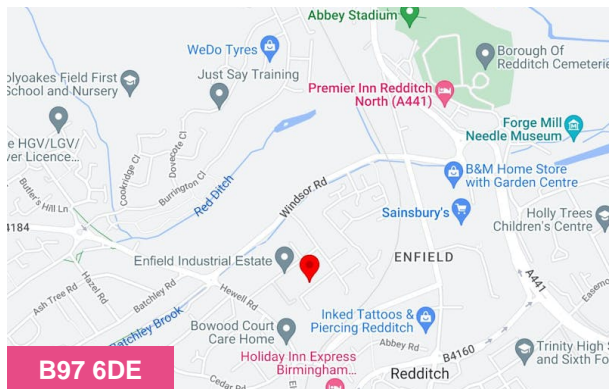 Abbey Stadium
WeDo Tyres
Borough Of
Redditch Cemeterie
olyoakes Field First
School and Nursery
Just Say Training
Premier Inn Redditch
North (A441)
Forge Mill
Needle Museum
e HGV/LGV/
ver Licence...
Dovecote Cl
Cookridge Cl
Burrington Cl
Butler's Hill Ln
Red Ditch
Windsor Rd
B&M Home Store
with Garden Centre
Sainsbury's
Holly Trees
Children's Centre
4184
Enfield Industrial Estate
ENFIELD
A441
Hazel Rd
Ash Tree Rd
Batchley Rd
Hewell Rd
Batchley Brook
Easemo
Bowood Court
Care Home
Inked Tattoos &
Piercing Redditch
Abbey Rd
B4160
Trinity High S
and Sixth Fo
B97 6DE
Holiday Inn Express
Birmingham...
Redditch
Cedar Rd